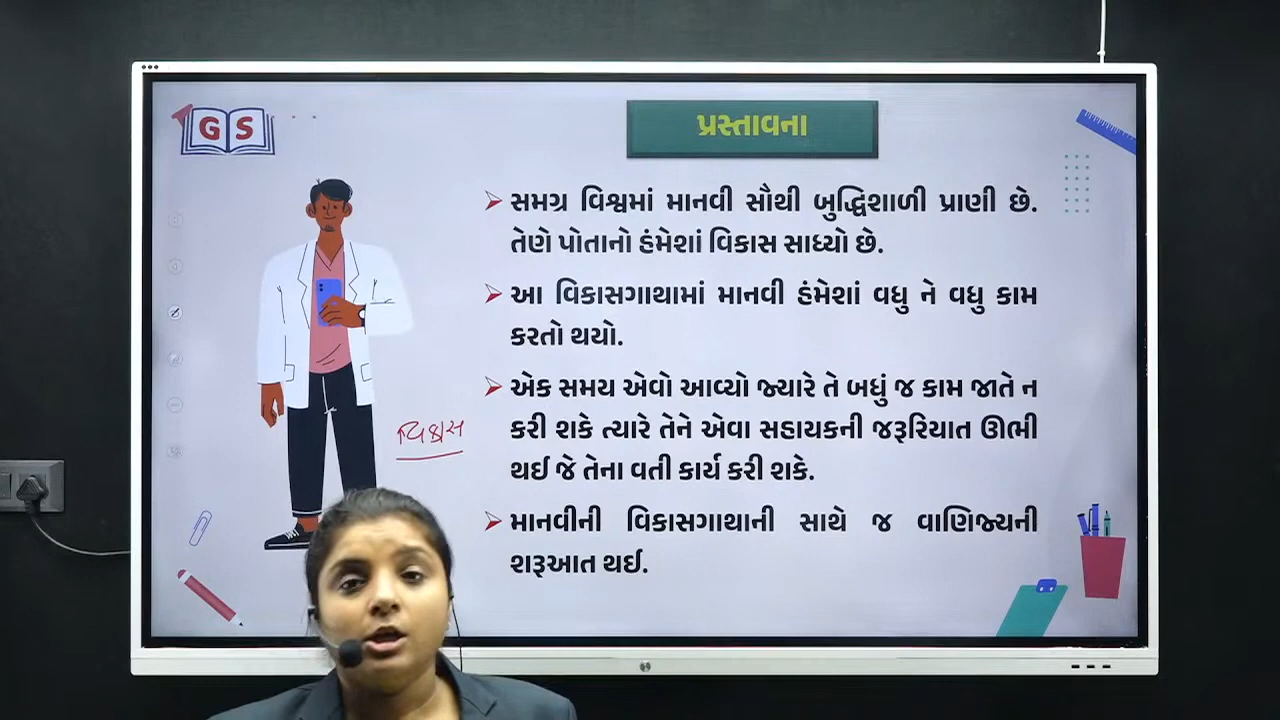 G S
પ્રસ્તાવના
સમગ્ર વિશ્વમાં માનવી સૌથી બુદ્ધિશાળી પ્રાણી છે.
તેણે પોતાનો હંમેશાં વિકાસ સાધ્યો છે.
આ વિકાસગાથામાં માનવી હંમેશાં વધુ ને વધુ કામ
કરતો થયો.
એક સમય એવો આવ્યો જ્યારે તે બધું જ કામ જાતે ન
કરી શકે ત્યારે તેને એવા સહાયકની જરૂરિયાત ઊભી
થઈ જે તેના વતી કાર્ય કરી શકે.
વિકાસ
માનવીની વિકાસગાથાની સાથે જ વાણિજ્યની
શરૂઆત થઈ.